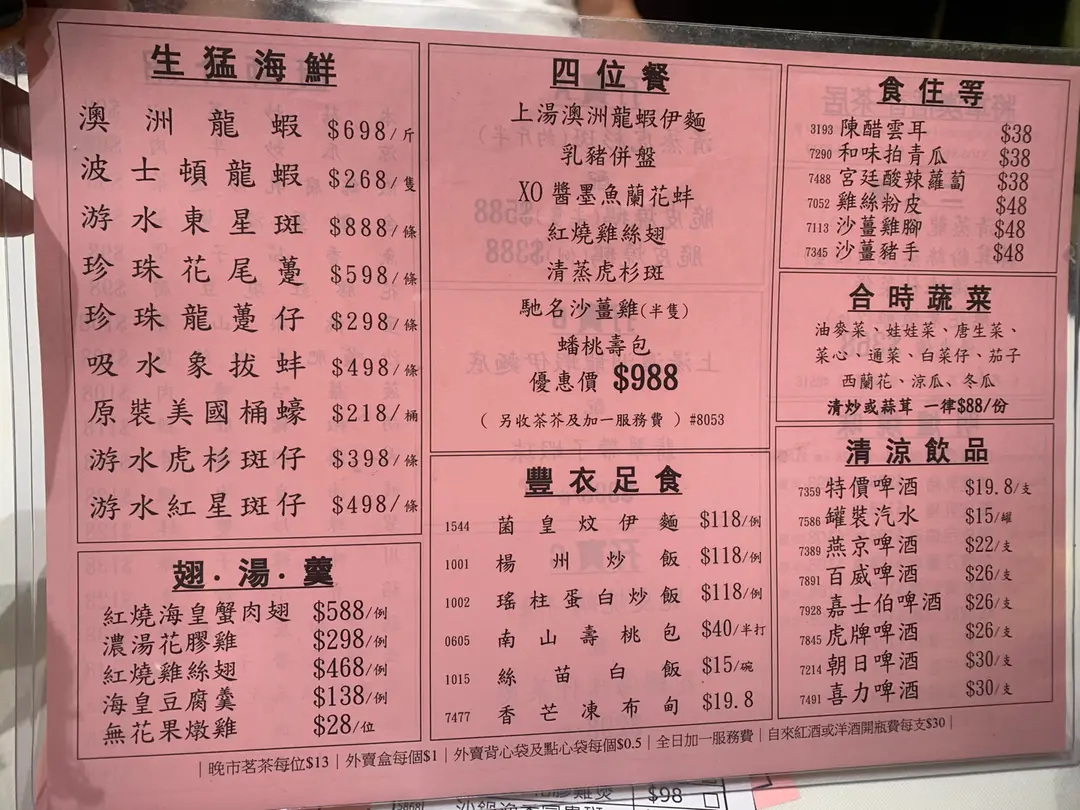 生猛海鮮
澳洲龍蝦 $698/斤
波士頓龍蝦 $268/隻
游水東星斑 $888/條
珍珠花尾躉 $598/條
珍珠龍躉仔 $298/條
吸水象拔蚌 $498/條
原裝美國桶蠔 $218/桶
游水虎杉斑仔 $398/條
游水紅星斑仔 $498/條
翅·湯·羹
紅燒海皇蟹肉翅 $588/例
濃湯花膠雞 $298/例
紅燒雞絲翅 $468/例
海皇豆腐羹 $138/例
無花果燉雞 $28/位
四位餐
上湯澳洲龍蝦伊麵
乳豬併盤
XO醬墨魚蘭花蚌
紅燒雞絲翅
清蒸虎杉斑
馳名沙薑雞(半隻)
蟠桃壽包
優惠價 $988
(另收茶芥及加一服務費) #8053
豐衣足食
1544 菌皇炆伊麵 $118/例
1001 楊州炒飯 $118/例
1002 瑤柱蛋白炒飯 $118/例
0605 南山壽桃包 $40/半打
1015 絲苗白飯 $15/碗
7477 香芒凍布甸 $19.8
食住等
3193 陳醋雲耳 $38
7290 和味拍青瓜 $38
7488 宮廷酸辣蘿蔔 $38
7052 雞絲粉皮 $48
7113 沙薑雞腳 $48
7345 沙薑豬手 $48
合時蔬菜
油麥菜、娃娃菜、唐生菜、
菜心、通菜、白菜仔、茄子
西蘭花、涼瓜、冬瓜
清炒或蒜茸 一律$88/份
清涼飲品
7359 特價啤酒 $19.8/支
7586 罐裝汽水 $15/罐
7389 燕京啤酒 $22/支
7891 百威啤酒 $26/支
7928 嘉士伯啤酒 $26/支
7845 虎牌啤酒 $26/支
7214 朝日啤酒 $30/支
7491 喜力啤酒 $30/支
|晚市茗茶每位$13|外賣盒每個$1|外賣背心袋及點心袋每個$0.5|全日加一服務費|自來紅酒或洋酒開瓶費每支$30|
$98